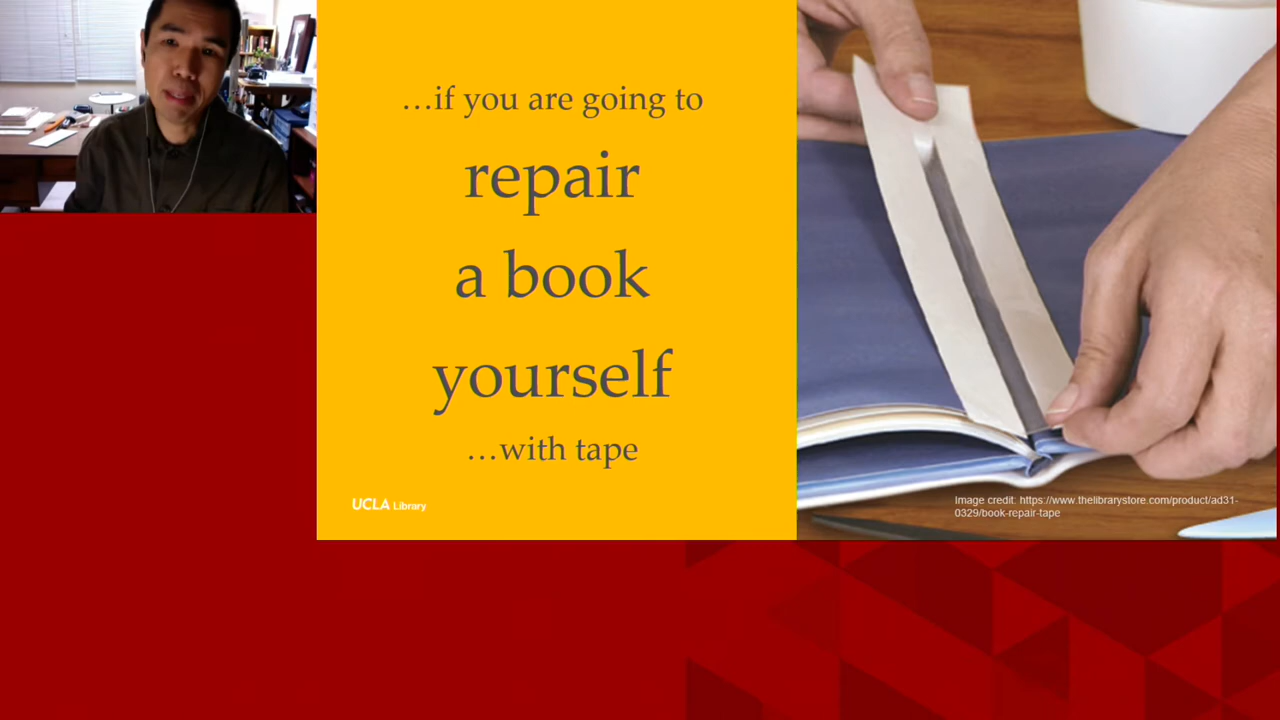 …if you are going to
repair
a book
yourself
…with tape
UCLA Library
Image credit: https://www.thelibrarystore.com/product/ad31-
0329/book-repair-tape